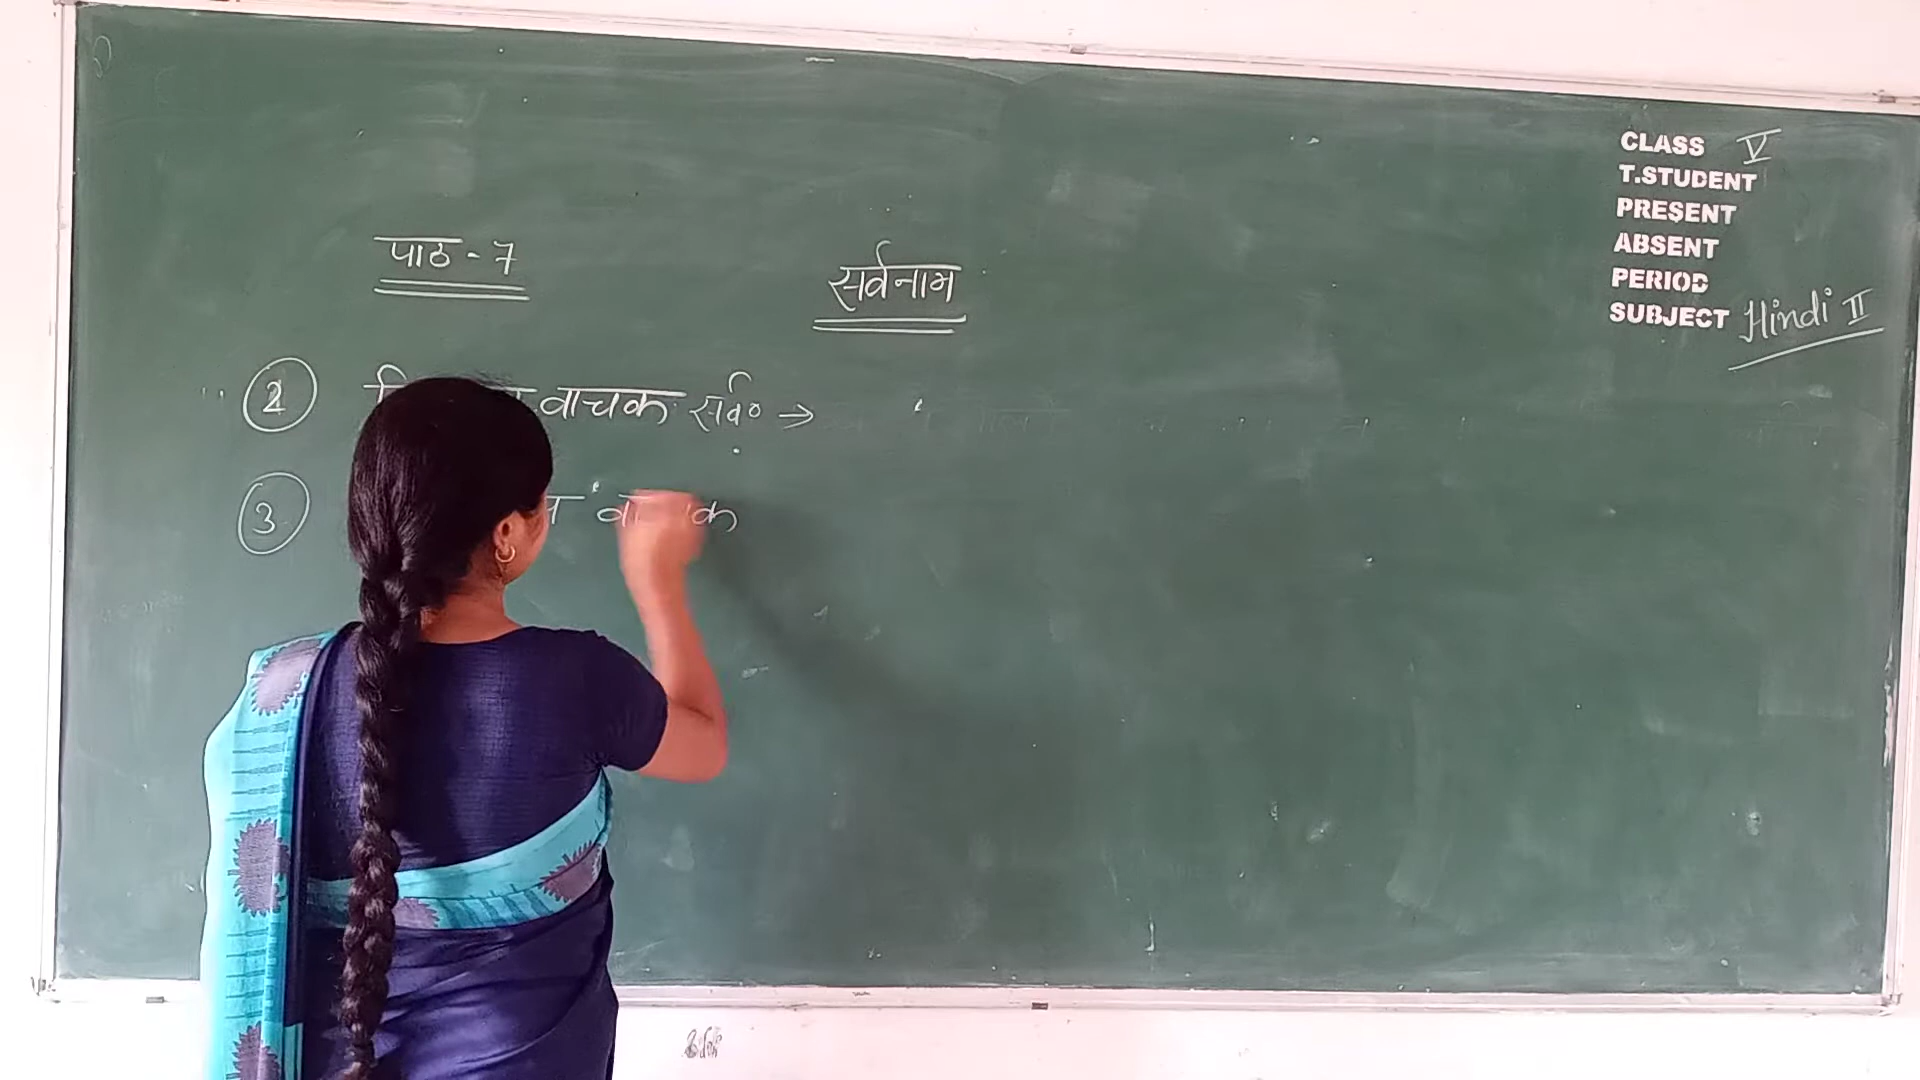 CLASS V
T.STUDENT
PRESENT
ABSENT
PERIOD
SUBJECT Hindi II
पाठ - 7
सर्वनाम
2 वाचक सर्व० →
3